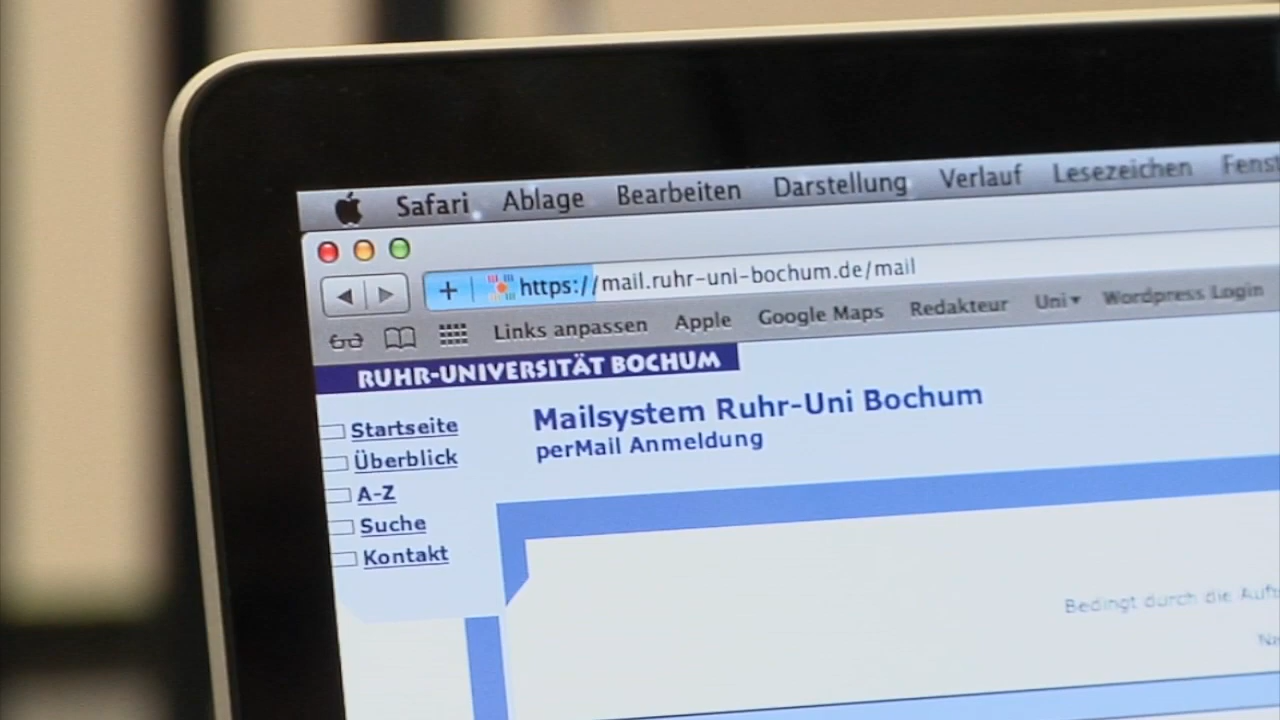 Safari Ablage Bearbeiten Darstellung Verlauf Lesezeichen Fens
https://mail.ruhr-uni-bochum.de/mail
Links anpassen Apple Google Maps Redakteur Uni Wordpress Login
RUHR-UNIVERSITÄT BOCHUM
Mailsystem Ruhr-Uni Bochum
perMail Anmeldung
Startseite
Überblick
A-Z
Suche
Kontakt
Bedingt durch die Auft